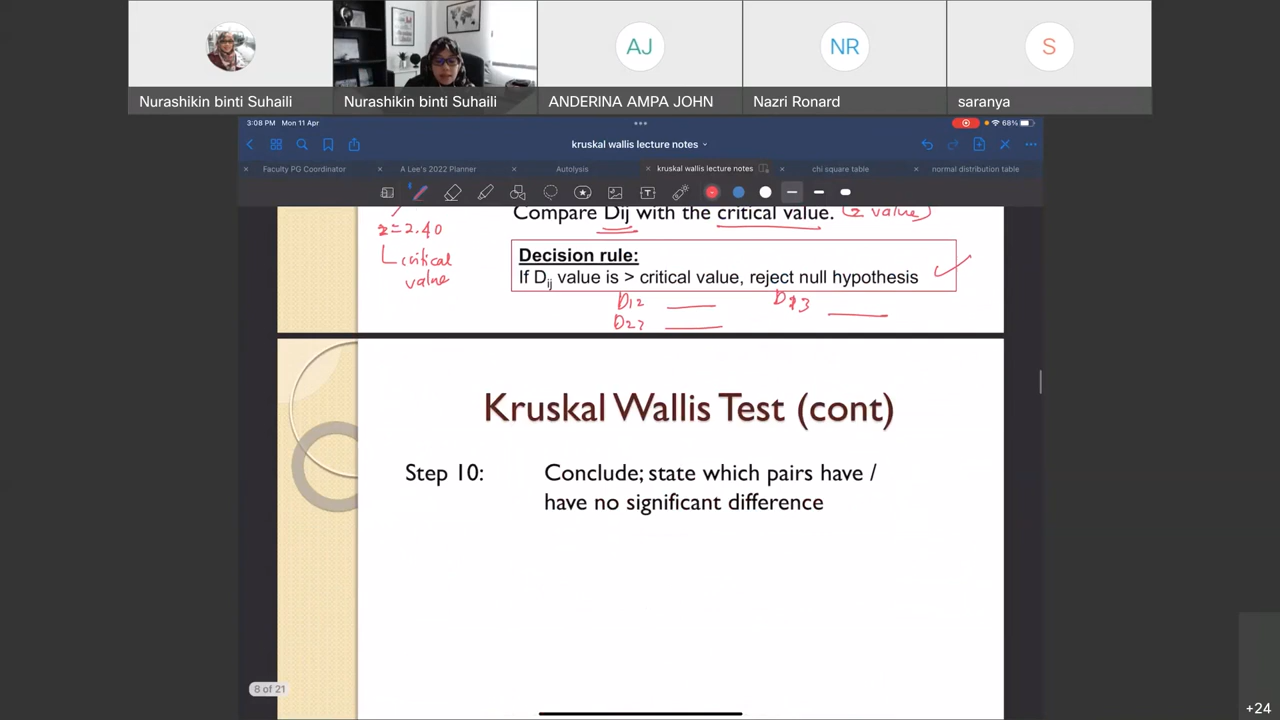 AJ
NR
S
Nurashikin binti Suhaili
Nurashikin binti Suhaili
ANDERINA AMPA JOHN
Nazri Ronard
saranya
3:08 PM Mon 11 Apr
68%
kruskal wallis lecture notes
Faculty PG Coordinator
A Lee's 2022 Planner
Autolysis
kruskal wallis lecture notes
chi square table
normal distribution table
Compare Dij with the critical value. (z value)
z=2.40
critical
value
Decision rule:
If Dij value is > critical value, reject null hypothesis
D12
D23
Kruskal Wallis Test (cont)
Step 10: Conclude; state which pairs have /
have no significant difference
8 of 21
+24